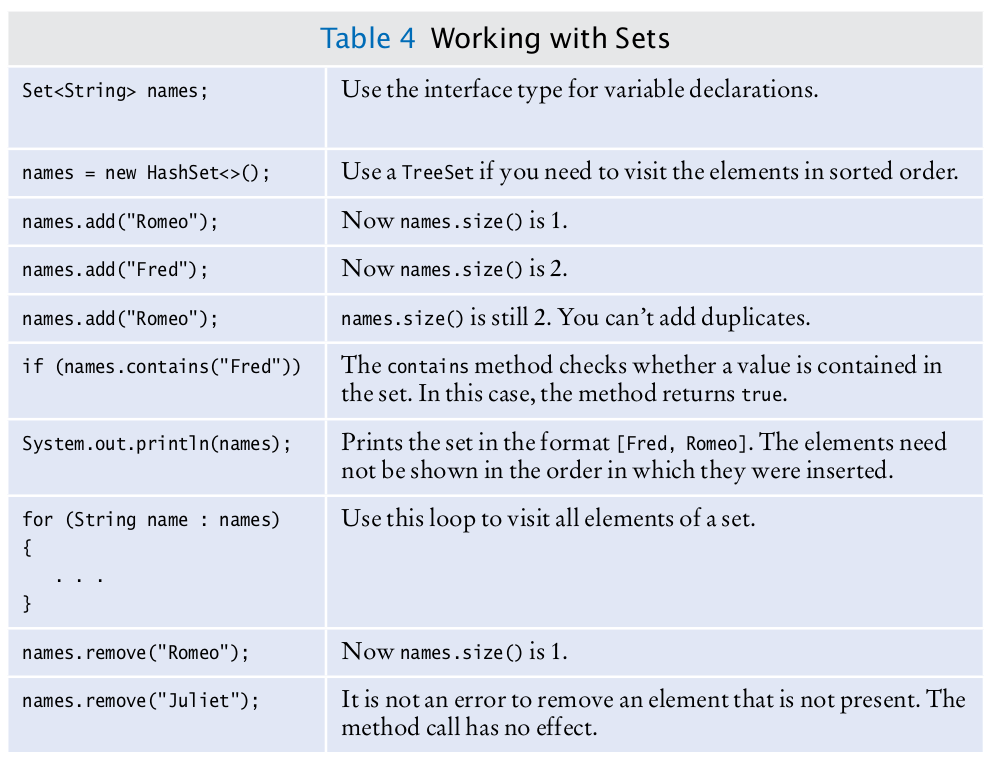 Table 4 Working with Sets
Set<String> names;
Use the interface type for variable declarations.
names = new HashSet<>();
Use a TreeSet if you need to visit the elements in sorted order.
names.add("Romeo");
Now names.size() is 1.
names.add("Fred");
Now names.size() is 2.
names.add("Romeo");
names.size() is still 2. You can’t add duplicates.
if (names.contains("Fred"))
The contains method checks whether a value is contained in
the set. In this case, the method returns true.
System.out.println(names);
Prints the set in the format [Fred, Romeo]. The elements need
not be shown in the order in which they were inserted.
for (String name : names)
{
. . .
}
Use this loop to visit all elements of a set.
names.remove("Romeo");
Now names.size() is 1.
names.remove("Juliet");
It is not an error to remove an element that is not present. The
method call has no effect.